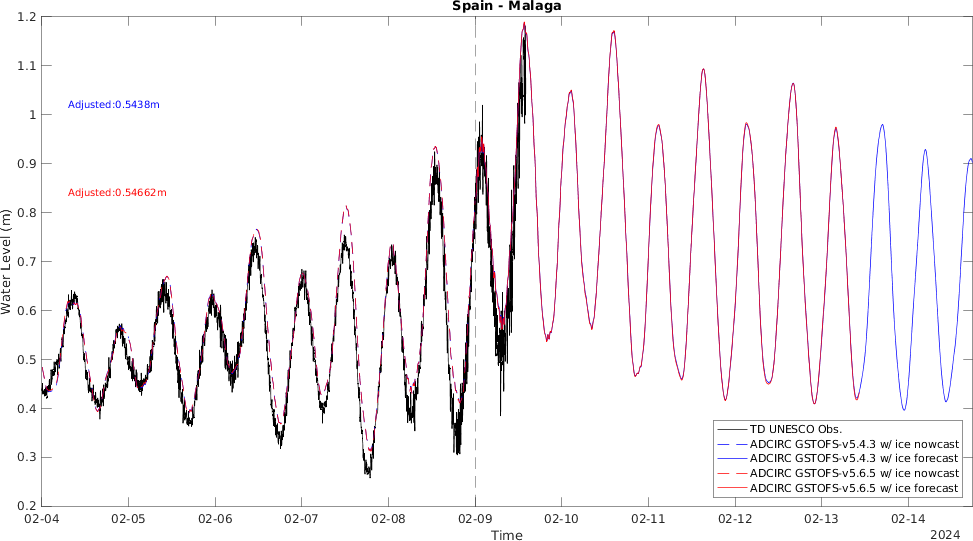 Spain - Malaga
1.2
1.1
1
0.9
0.8
0.7
0.6
0.5
0.4
0.3
0.2
Water Level (m)
Adjusted:0.5438m
Adjusted:0.54662m
TD UNESCO Obs.
ADCIRC GSTOFS-v5.4.3 w/ ice nowcast
ADCIRC GSTOFS-v5.4.3 w/ ice forecast
ADCIRC GSTOFS-v5.6.5 w/ ice nowcast
ADCIRC GSTOFS-v5.6.5 w/ ice forecast
02-04 02-05 02-06 02-07 02-08 02-09 02-10 02-11 02-12 02-13 02-14
Time
2024